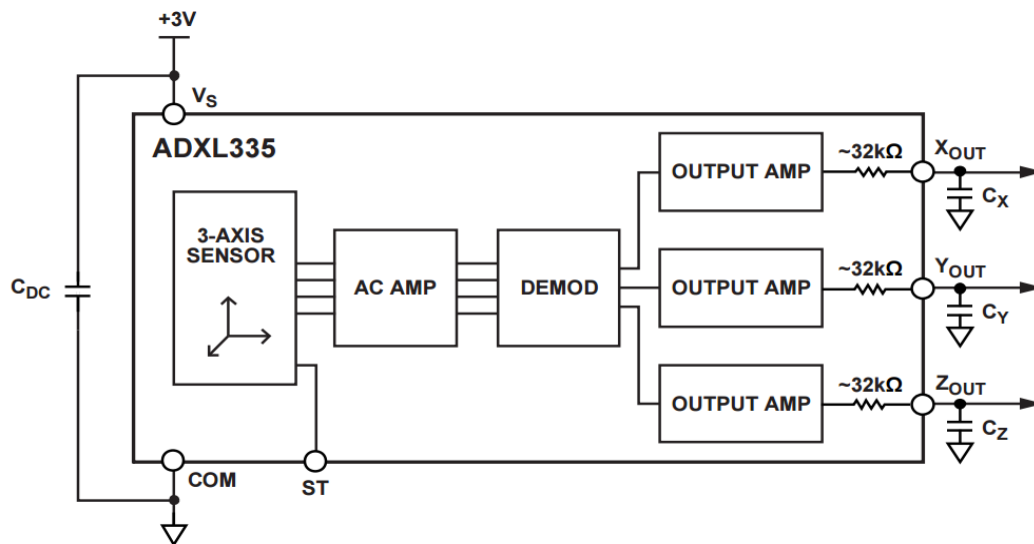 +3V
VS
ADXL335
3-AXIS
SENSOR
AC AMP
DEMOD
OUTPUT AMP
~32kΩ
XOUT
CX
OUTPUT AMP
~32kΩ
YOUT
CY
OUTPUT AMP
~32kΩ
ZOUT
CZ
CDC
COM
ST